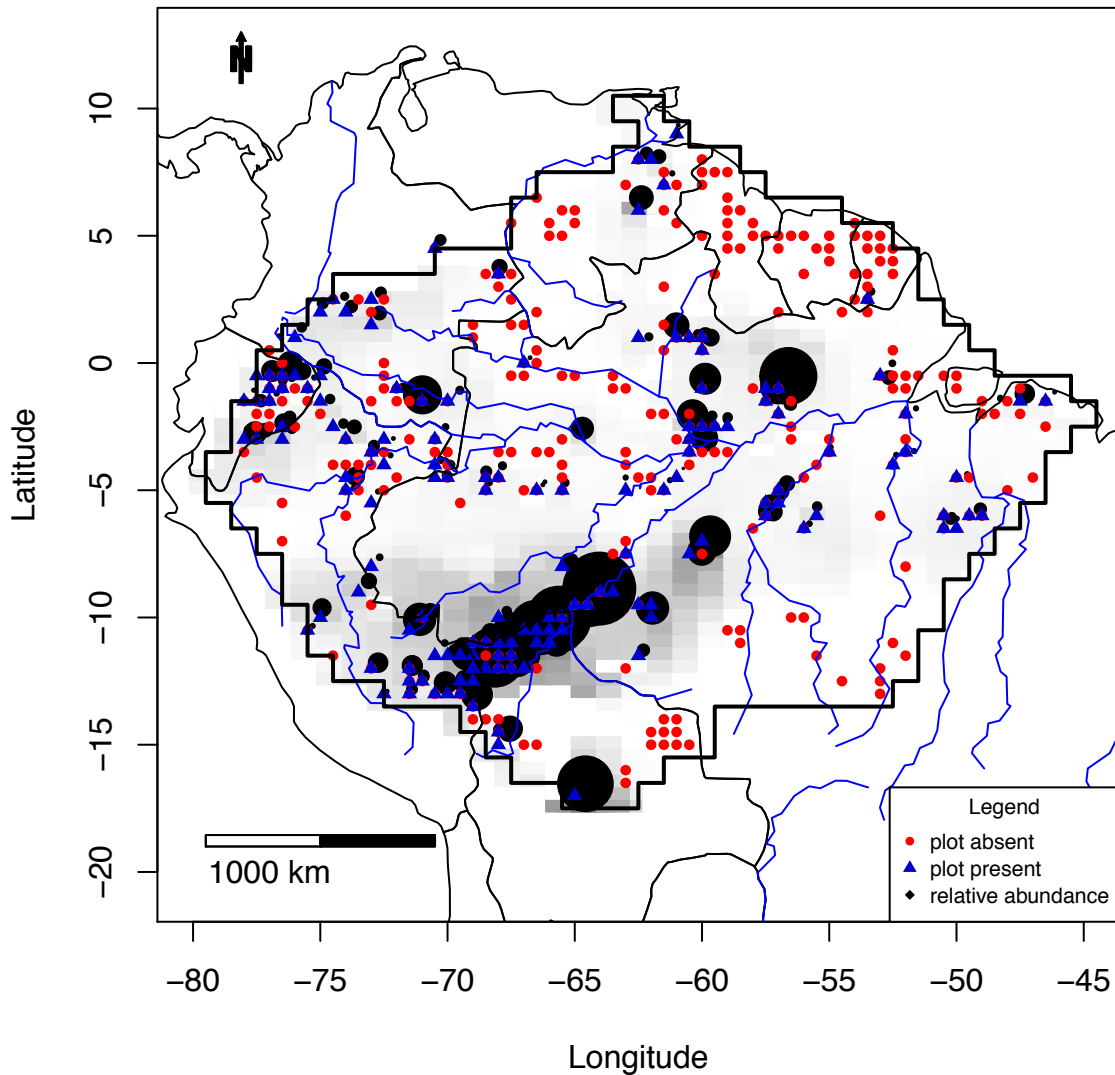 N
10
5
0
−5
−10
−15
−20
Latitude
1000 km
Legend
plot absent
plot present
relative abundance
−80 −75 −70 −65 −60 −55 −50 −45
Longitude